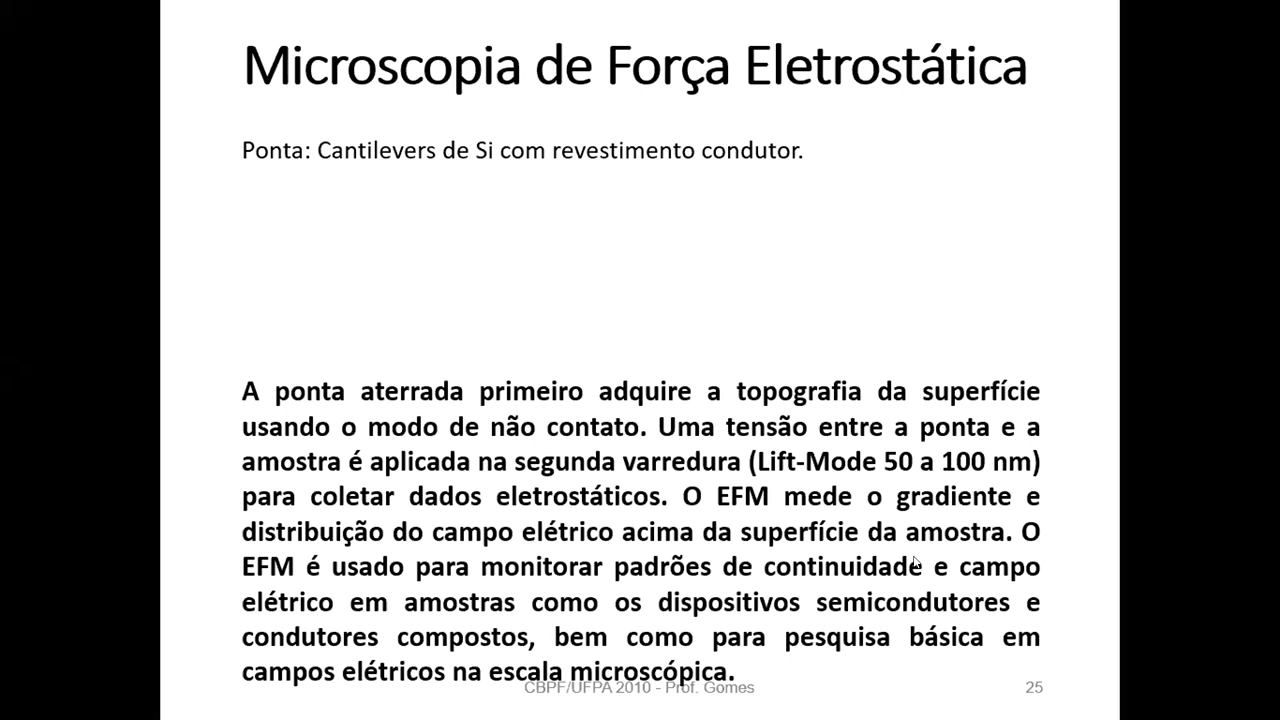 Microscopia de Força Eletrostática
Ponta: Cantilevers de Si com revestimento condutor.
A ponta aterrada primeiro adquire a topografia da superfície
usando o modo de não contato. Uma tensão entre a ponta e a
amostra é aplicada na segunda varredura (Lift-Mode 50 a 100 nm)
para coletar dados eletrostáticos. O EFM mede o gradiente e
distribuição do campo elétrico acima da superfície da amostra. O
EFM é usado para monitorar padrões de continuidade e campo
elétrico em amostras como os dispositivos semicondutores e
condutores compostos, bem como para pesquisa básica em
campos elétricos na escala microscópica.
CBPF/UFPA 2010 - Prof. Gomes
25